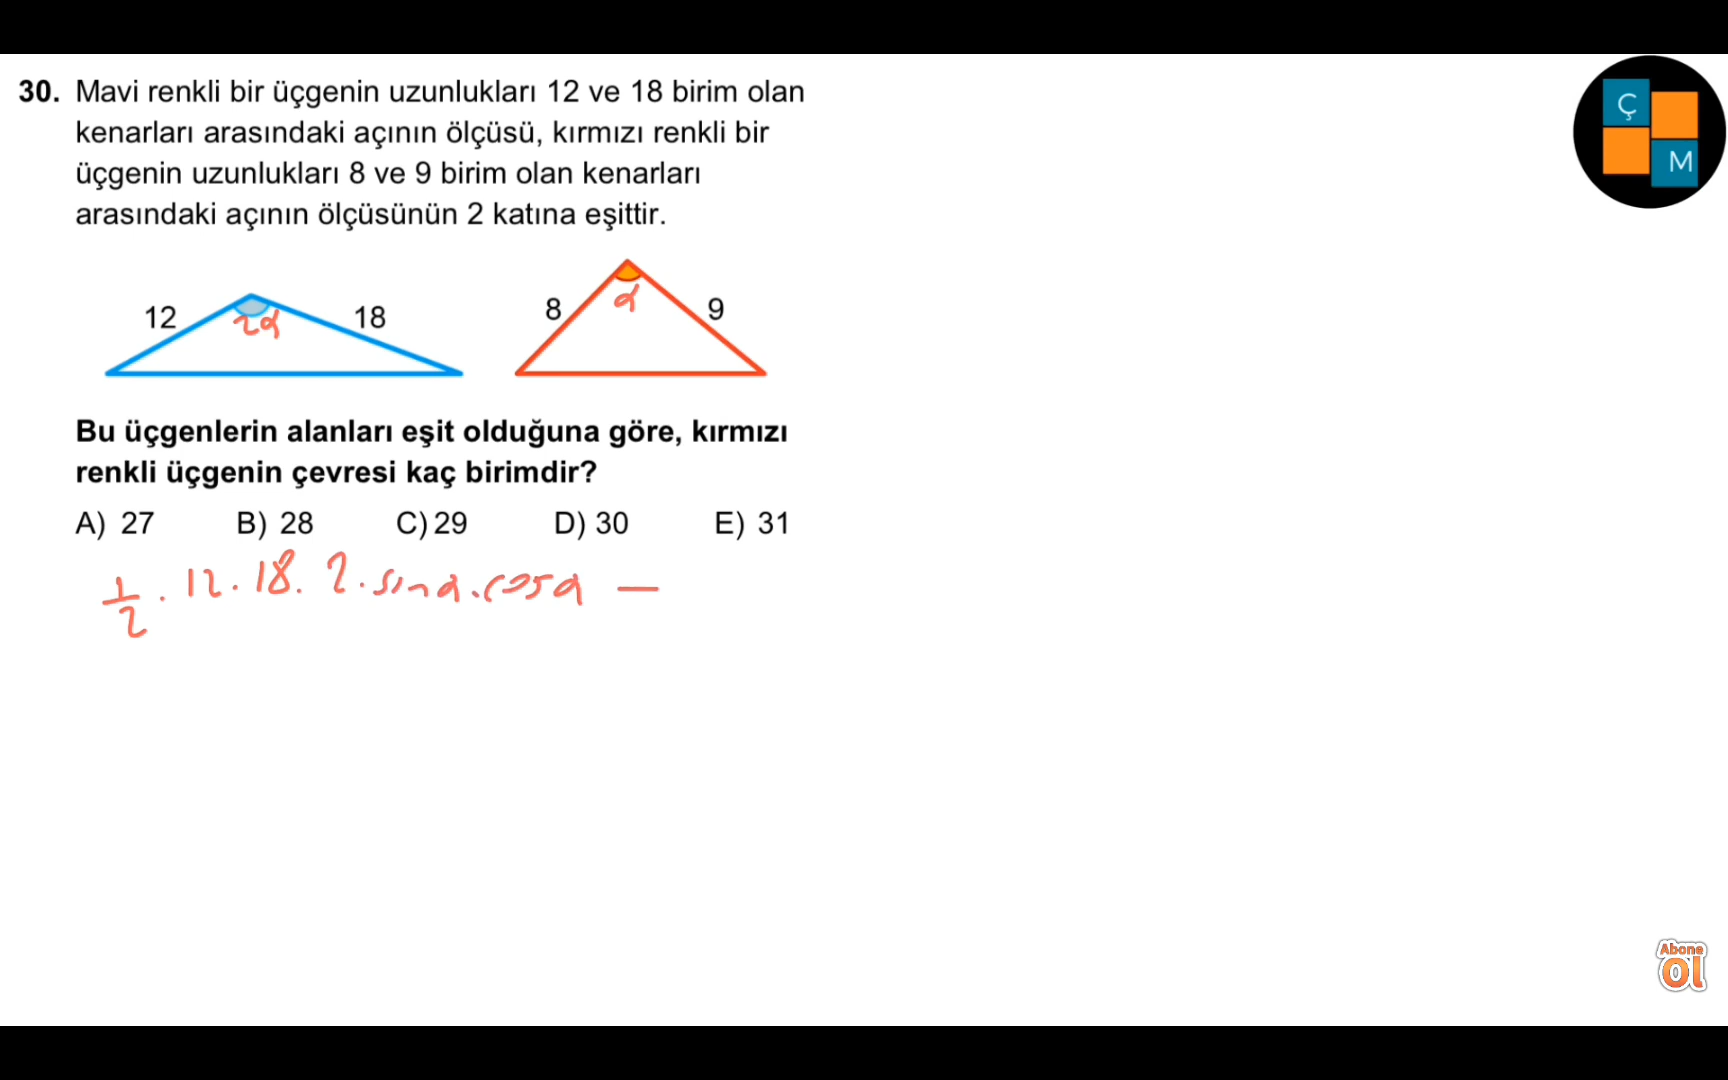 30. Mavi renkli bir üçgenin uzunlukları 12 ve 18 birim olan
kenarları arasındaki açının ölçüsü, kırmızı renkli bir
üçgenin uzunlukları 8 ve 9 birim olan kenarları
arasındaki açının ölçüsünün 2 katına eşittir.
12 2α 18 8 α 9
Bu üçgenlerin alanları eşit olduğuna göre, kırmızı
renkli üçgenin çevresi kaç birimdir?
A) 27 B) 28 C) 29 D) 30 E) 31
1/2 . 12 . 18 . 2 . sinα . cosα —
Ç M
Abone
Ol